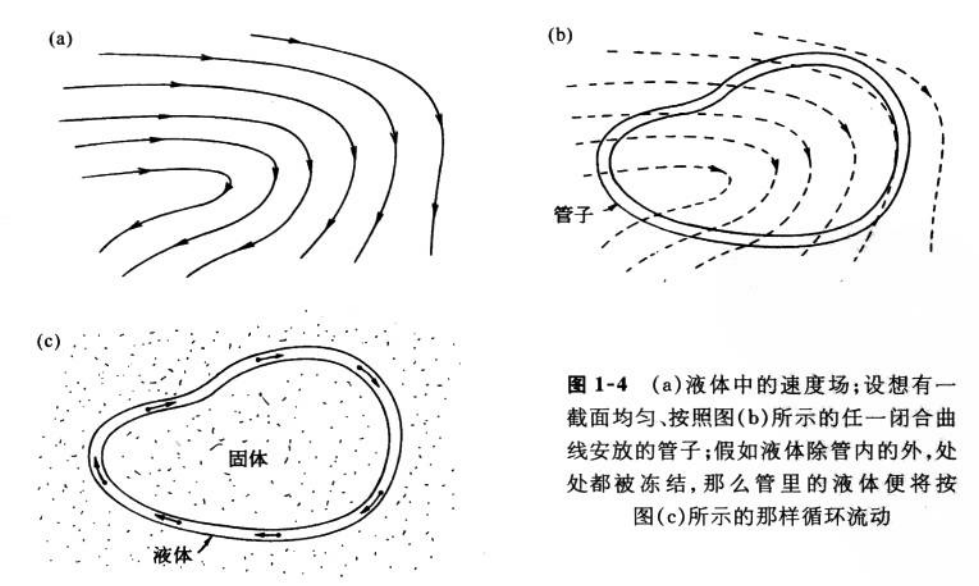 (a)
(b)
管子
(c)
固体
液体
图 1-4 (a)液体中的速度场;设想有一
截面均匀、按照图(b)所示的任一闭合曲
线安放的管子;假如液体除管内的外,处
处都被冻结,那么管里的液体便将按
图(c)所示的那样循环流动